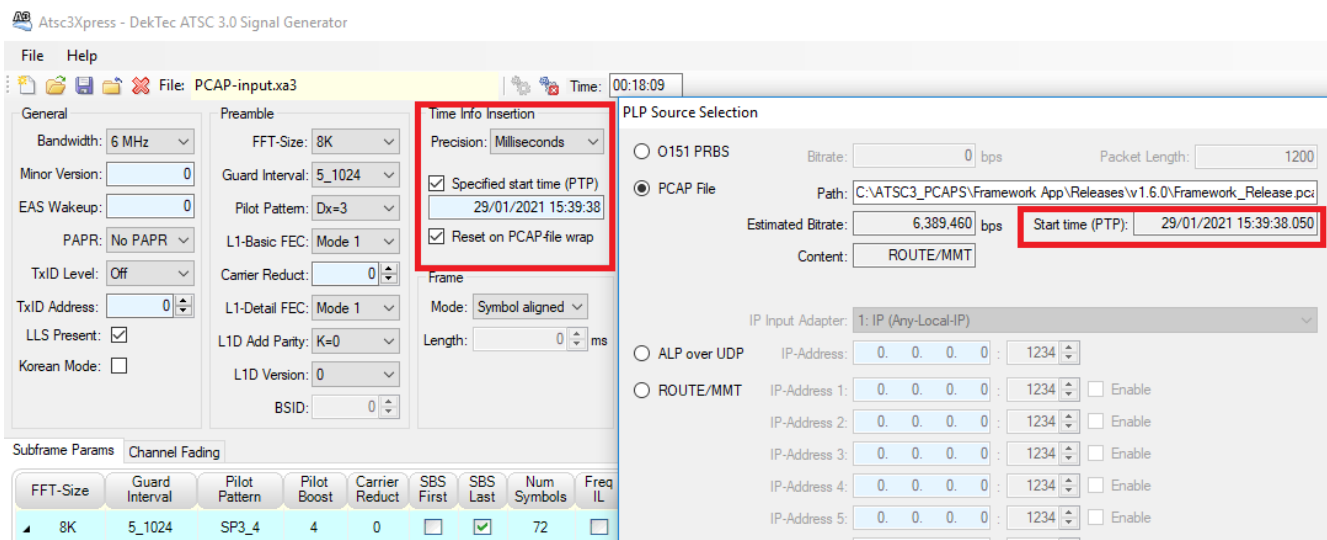 Atsc3Xpress - DekTec ATSC 3.0 Signal Generator
File Help
File: PCAP-input.xa3 Time: 00:18:09
General
Bandwidth: 6 MHz
Minor Version: 0
EAS Wakeup: 0
PAPR: No PAPR
TxID Level: Off
TxID Address: 0
LLS Present:
Korean Mode:
Preamble
FFT-Size: 8K
Guard Interval: 5_1024
Pilot Pattern: Dx=3
L1-Basic FEC: Mode 1
Carrier Reduct: 0
L1-Detail FEC: Mode 1
L1D Add Parity: K=0
L1D Version: 0
BSID: 0
Time Info Insertion
Precision: Milliseconds
Specified start time (PTP)
29/01/2021 15:39:38
Reset on PCAP-file wrap
Frame
Mode: Symbol aligned
Length: 0 ms
Subframe Params Channel Fading
FFT-Size Guard Interval Pilot Pattern Pilot Boost Carrier Reduct SBS First SBS Last Num Symbols Freq IL
8K 5_1024 SP3_4 4 0 72
PLP Source Selection
O151 PRBS Bitrate: 0 bps Packet Length: 1200
PCAP File Path: C:\ATSC3_PCAPS\Framework App\Releases\v1.6.0\Framework_Release.pca
Estimated Bitrate: 6,389,460 bps Start time (PTP): 29/01/2021 15:39:38.050
Content: ROUTE/MMT
IP Input Adapter: 1: IP (Any-Local-IP)
ALP over UDP IP-Address: 0. 0. 0. 0 : 1234
ROUTE/MMT IP-Address 1: 0. 0. 0. 0 : 1234 Enable
IP-Address 2: 0. 0. 0. 0 : 1234 Enable
IP-Address 3: 0. 0. 0. 0 : 1234 Enable
IP-Address 4: 0. 0. 0. 0 : 1234 Enable
IP-Address 5: 0. 0. 0. 0 : 1234 Enable